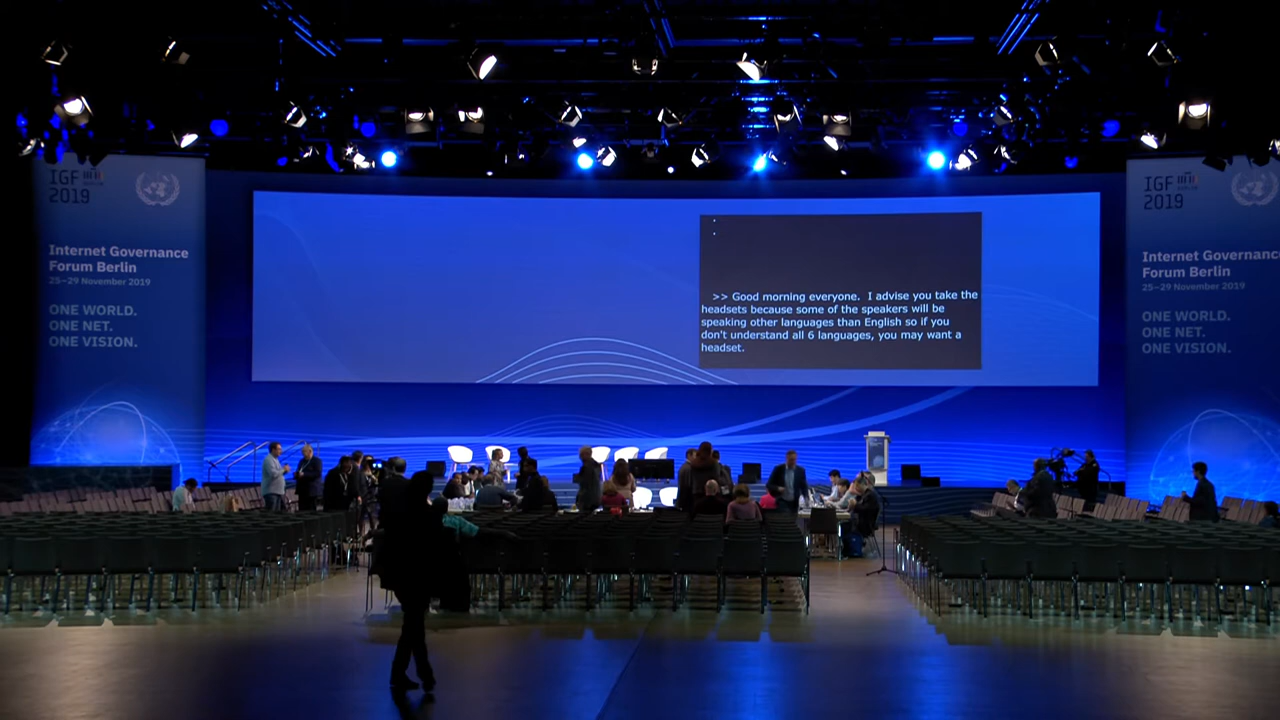 IGF
2019
Internet Governance
Forum Berlin
25–29 November 2019
ONE WORLD.
ONE NET.
ONE VISION.
>> Good morning everyone. I advise you take the
headsets because some of the speakers will be
speaking other languages than English so if you
don't understand all 6 languages, you may want a
headset.
IGF
2019
Internet Governance
Forum Berlin
25–29 November 2019
ONE WORLD.
ONE NET.
ONE VISION.